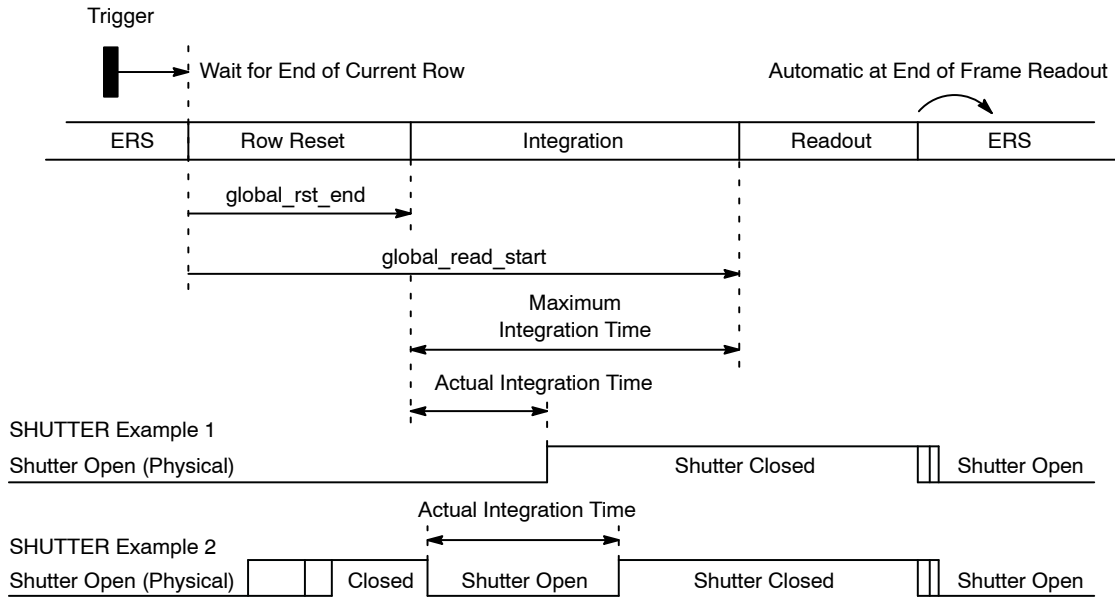 Trigger
Wait for End of Current Row
Automatic at End of Frame Readout
ERS Row Reset Integration Readout ERS
global_rst_end
global_read_start
Maximum
Integration Time
Actual Integration Time
SHUTTER Example 1
Shutter Open (Physical) Shutter Closed Shutter Open
Actual Integration Time
SHUTTER Example 2
Shutter Open (Physical) Closed Shutter Open Shutter Closed Shutter Open